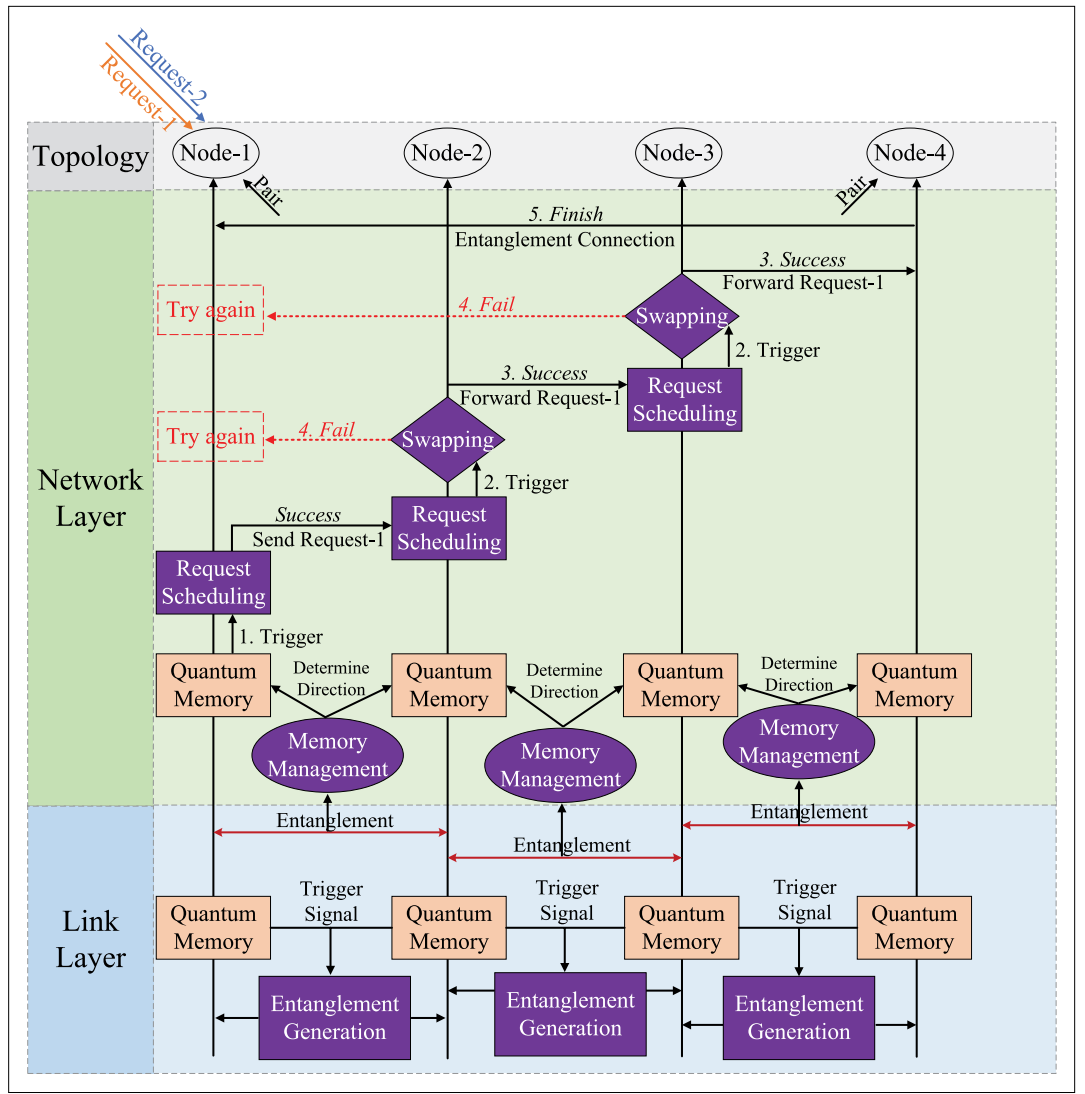 Request-2
Request-1
Topology
Node-1
Node-2
Node-3
Node-4
Pair
Pair
5. Finish
Entanglement Connection
3. Success
Forward Request-1
Try again
4. Fail
Swapping
2. Trigger
3. Success
Forward Request-1
Request
Scheduling
Try again
4. Fail
Swapping
2. Trigger
Network
Layer
Success
Send Request-1
Request
Scheduling
Request
Scheduling
1. Trigger
Quantum
Memory
Determine
Direction
Quantum
Memory
Determine
Direction
Quantum
Memory
Determine
Direction
Quantum
Memory
Memory
Management
Memory
Management
Memory
Management
Entanglement
Entanglement
Entanglement
Link
Layer
Quantum
Memory
Trigger
Signal
Quantum
Memory
Trigger
Signal
Quantum
Memory
Trigger
Signal
Quantum
Memory
Entanglement
Generation
Entanglement
Generation
Entanglement
Generation